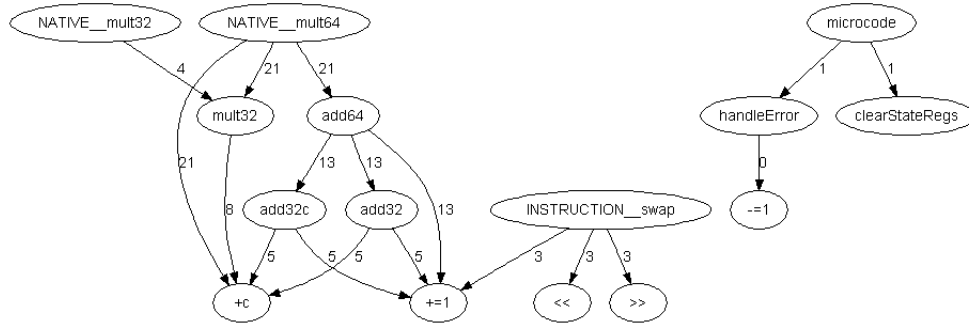 NATIVE__mult32
NATIVE__mult64
microcode
4
21
21
1
1
mult32
add64
handleError
clearStateRegs
21
13
13
0
8
add32c
add32
13
INSTRUCTION__swap
-=1
5
5
5
5
3
3
3
+c
+=1
<<
>>